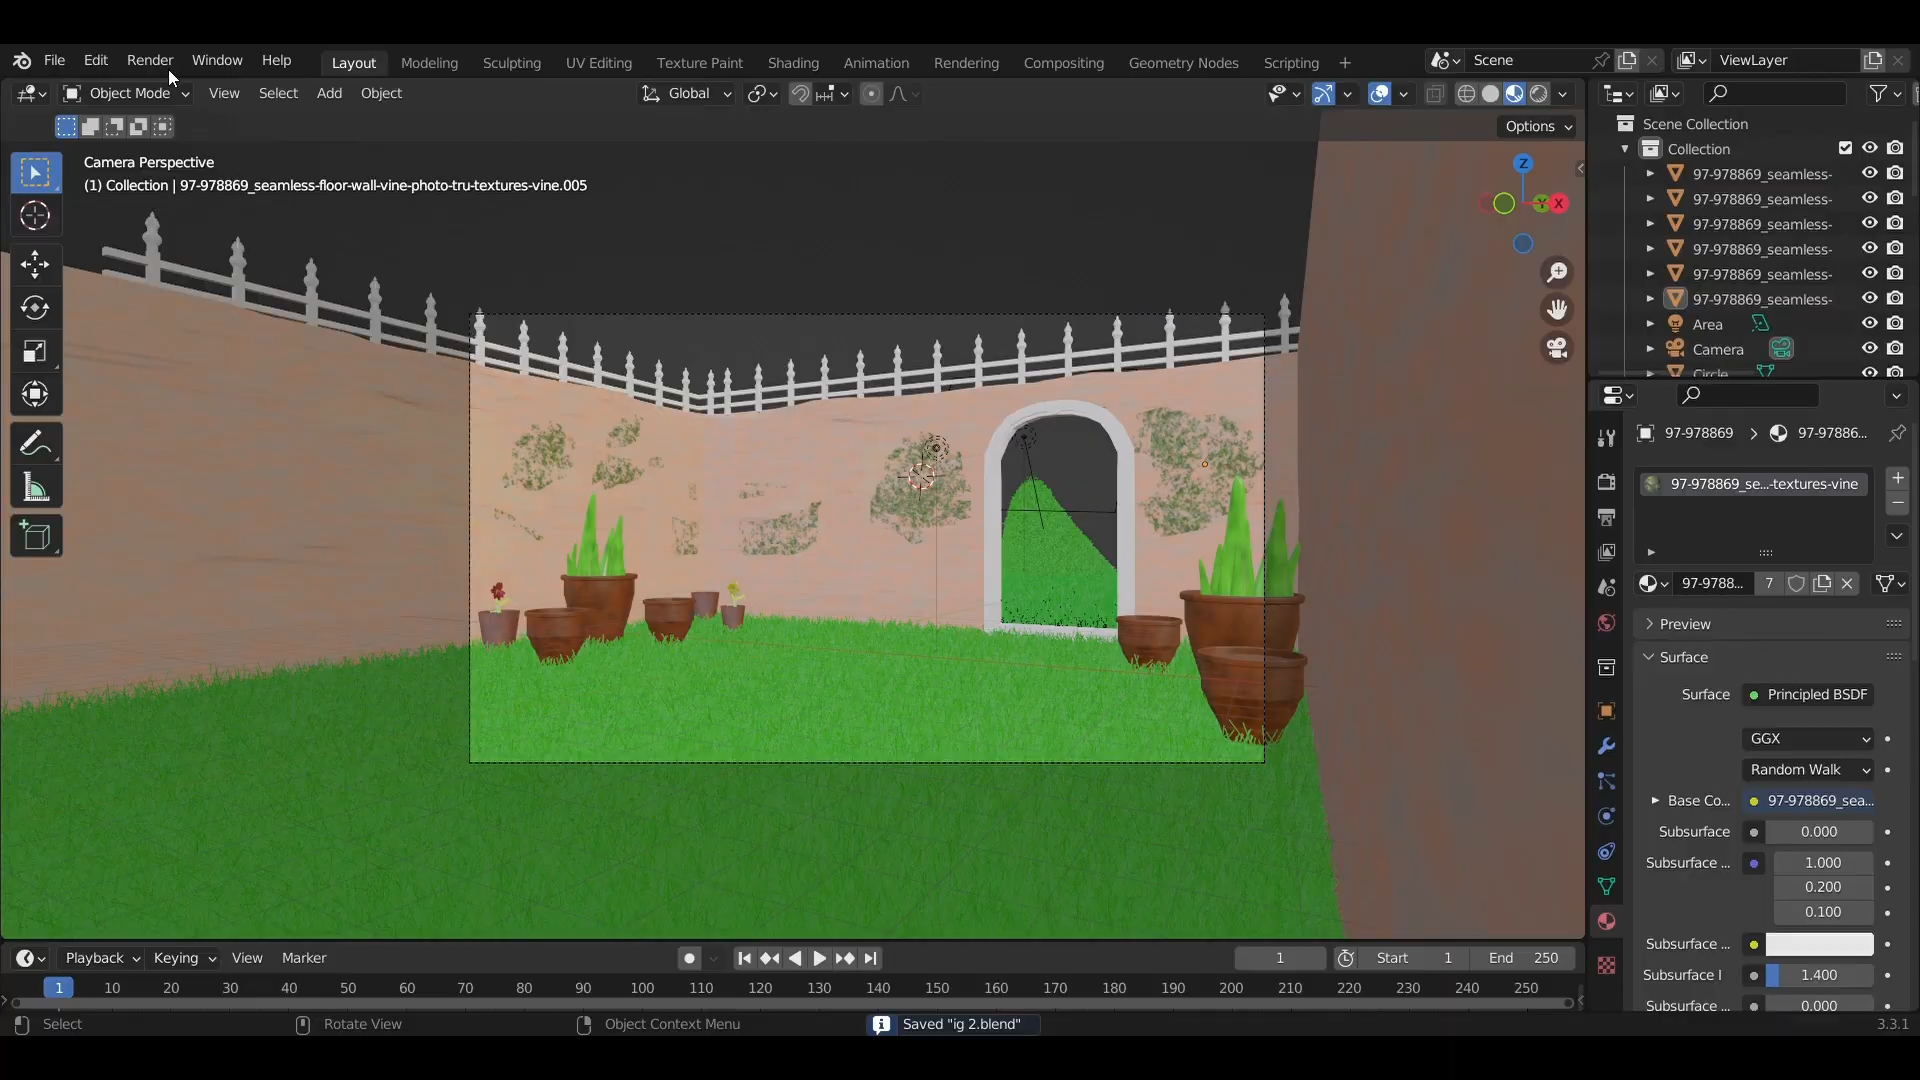 File Edit Render Window Help Layout Modeling Sculpting UV Editing Texture Paint Shading Animation Rendering Compositing Geometry Nodes Scripting + Scene ViewLayer
Object Mode View Select Add Object Global
Options
Camera Perspective
(1) Collection | 97-978869_seamless-floor-wall-vine-photo-tru-textures-vine.005
Z
Y X
Scene Collection
Collection
97-978869_seamless-
97-978869_seamless-
97-978869_seamless-
97-978869_seamless-
97-978869_seamless-
97-978869_seamless-
Area
Camera
Circle
97-978869 > 97-97886...
97-978869_se...-textures-vine
97-9788... 7
Preview
Surface
Surface Principled BSDF
GGX
Random Walk
Base Co... 97-978869_sea...
Subsurface 0.000
Subsurface ... 1.000
0.200
0.100
Subsurface ...
Subsurface I 1.400
Subsurface ... 0.000
Playback Keying View Marker 1 Start 1 End 250
1 10 20 30 40 50 60 70 80 90 100 110 120 130 140 150 160 170 180 190 200 210 220 230 240 250
Select Rotate View Object Context Menu Saved "ig 2.blend" 3.3.1